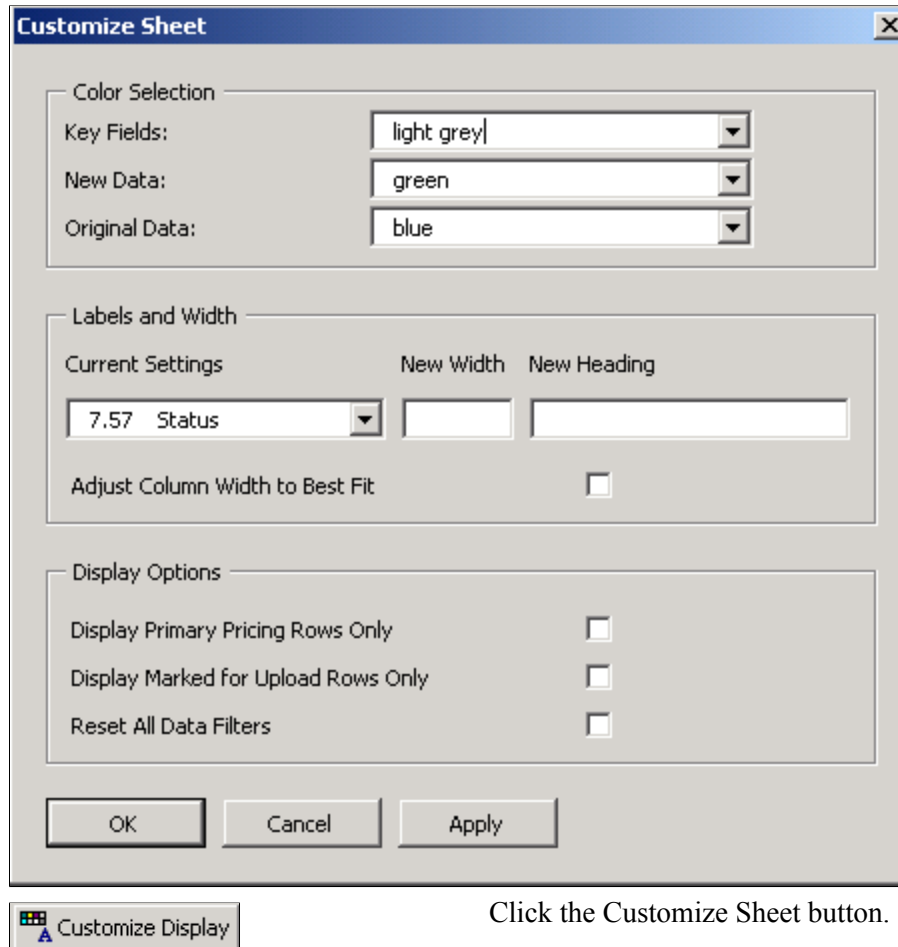 Customize Sheet
Color Selection
Key Fields: light grey
New Data: green
Original Data: blue
Labels and Width
Current Settings New Width New Heading
7.57 Status
Adjust Column Width to Best Fit
Display Options
Display Primary Pricing Rows Only
Display Marked for Upload Rows Only
Reset All Data Filters
OK Cancel Apply
Customize Display Click the Customize Sheet button.